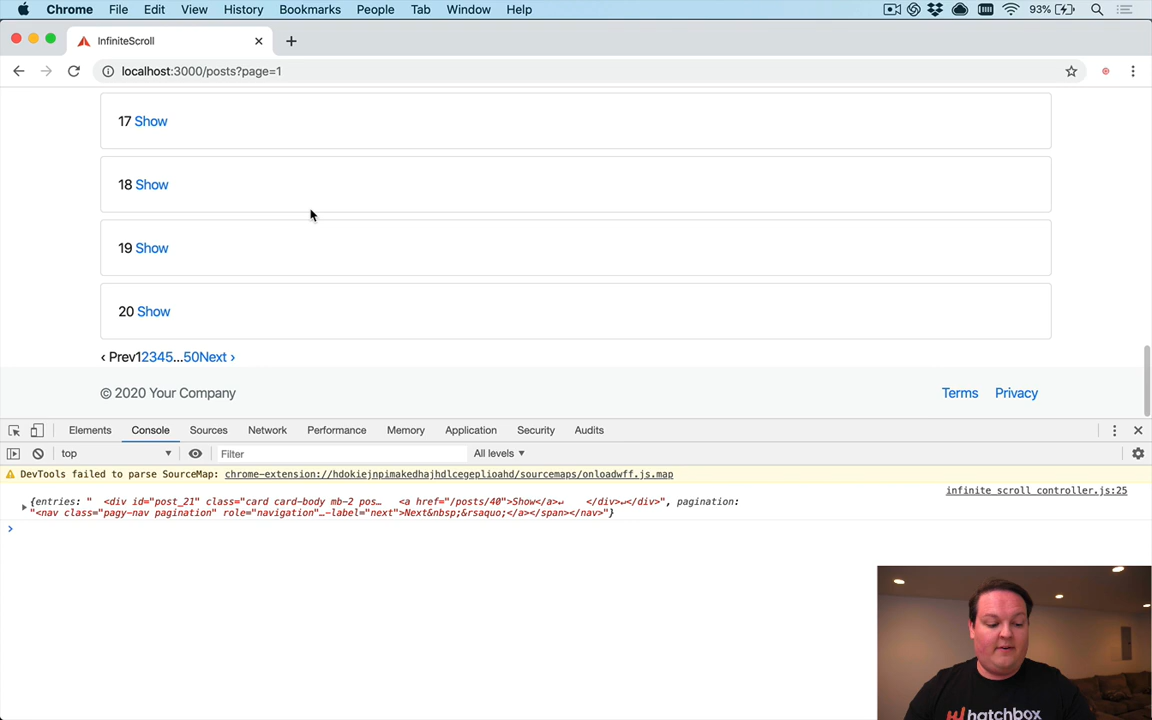 Chrome File Edit View History Bookmarks People Tab Window Help 93%
InfiniteScroll
localhost:3000/posts?page=1
17 Show
18 Show
19 Show
20 Show
‹ Prev12345...50Next ›
© 2020 Your Company Terms Privacy
Elements Console Sources Network Performance Memory Application Security Audits
top Filter All levels
DevTools failed to parse SourceMap: chrome-extension://hdokiejnpimakedhajhdlcegeplioahd/sourcemaps/onloadwff.js.map
infinite_scroll_controller.js:25
{entries: " <div id="post_21" class="card card-body mb-2 pos… <a href="/posts/40">Show</a>↵ </div>↵</div>", pagination:
"<nav class="pagy-nav pagination" role="navigation"…-label="next">Next&nbsp;&rsaquo;</a></span></nav>"}
hatchbox